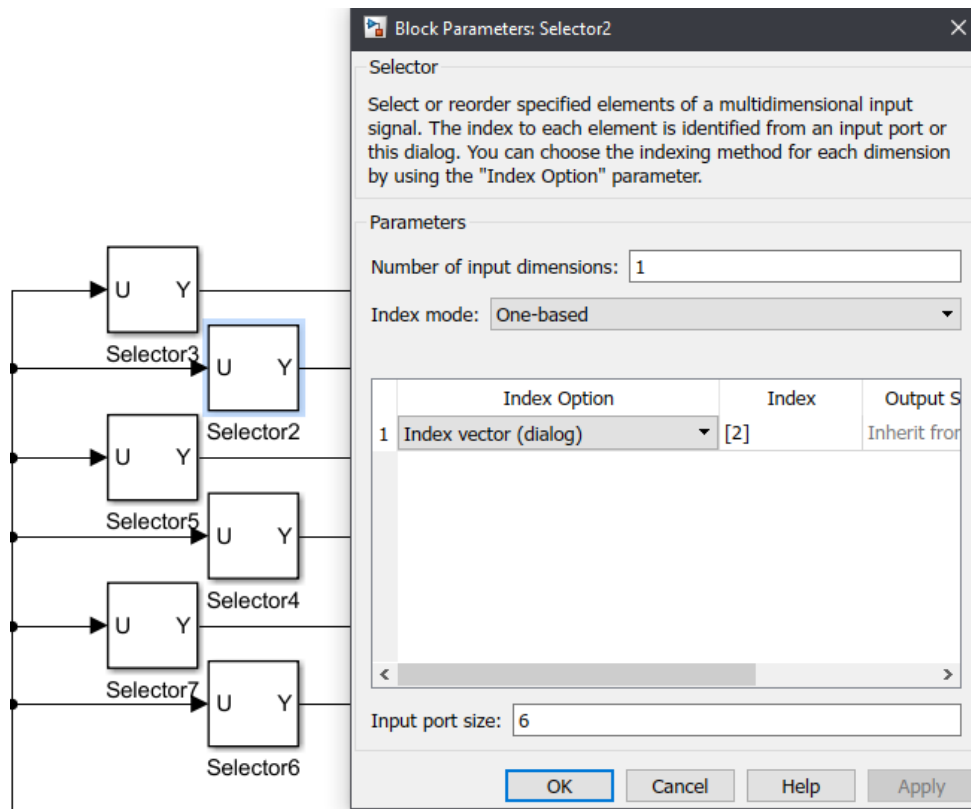 Block Parameters: Selector2
Selector
Select or reorder specified elements of a multidimensional input
signal. The index to each element is identified from an input port or
this dialog. You can choose the indexing method for each dimension
by using the "Index Option" parameter.
Parameters
Number of input dimensions: 1
Index mode: One-based
Index Option Index Output S
1 Index vector (dialog) [2] Inherit fror
Input port size: 6
OK Cancel Help Apply
U Y
Selector3
U Y
Selector2
U Y
Selector5
U Y
Selector4
U Y
Selector7
U Y
Selector6